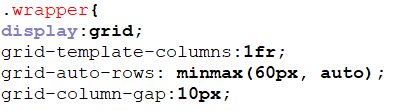 .wrapper{
display:grid;
grid-template-columns:1fr;
grid-auto-rows: minmax(60px, auto);
grid-column-gap:10px;